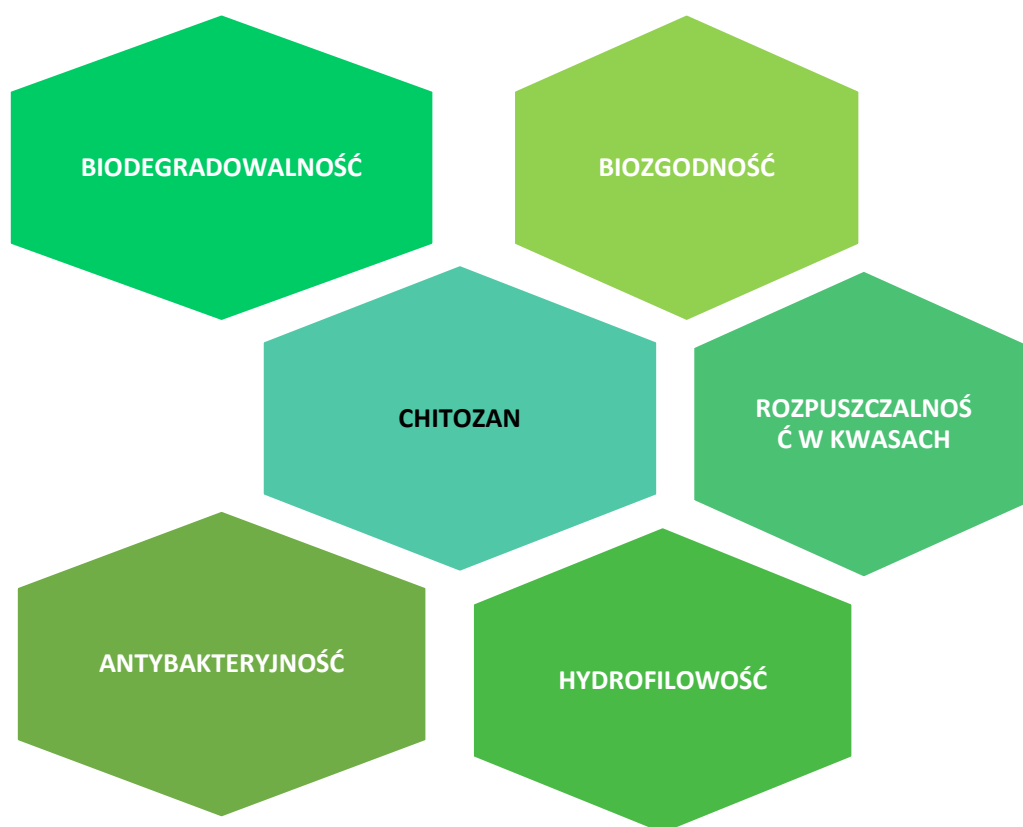 BIODEGRADOWALNOŚĆ
BIOZGODNOŚĆ
CHITOZAN
ROZPUSZCZALNOŚ
Ć W KWASACH
ANTYBAKTERYJNOŚĆ
HYDROFILOWOŚĆ